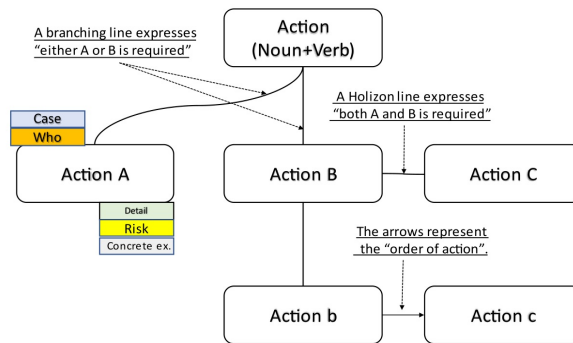 A branching line expresses
“either A or B is required”
Action
(Noun+Verb)
A Holizon line expresses
“both A and B is required”
Case
Who
Action A
Action B
Action C
Detail
Risk
Concrete ex.
The arrows represent
the “order of action”.
Action b
Action c